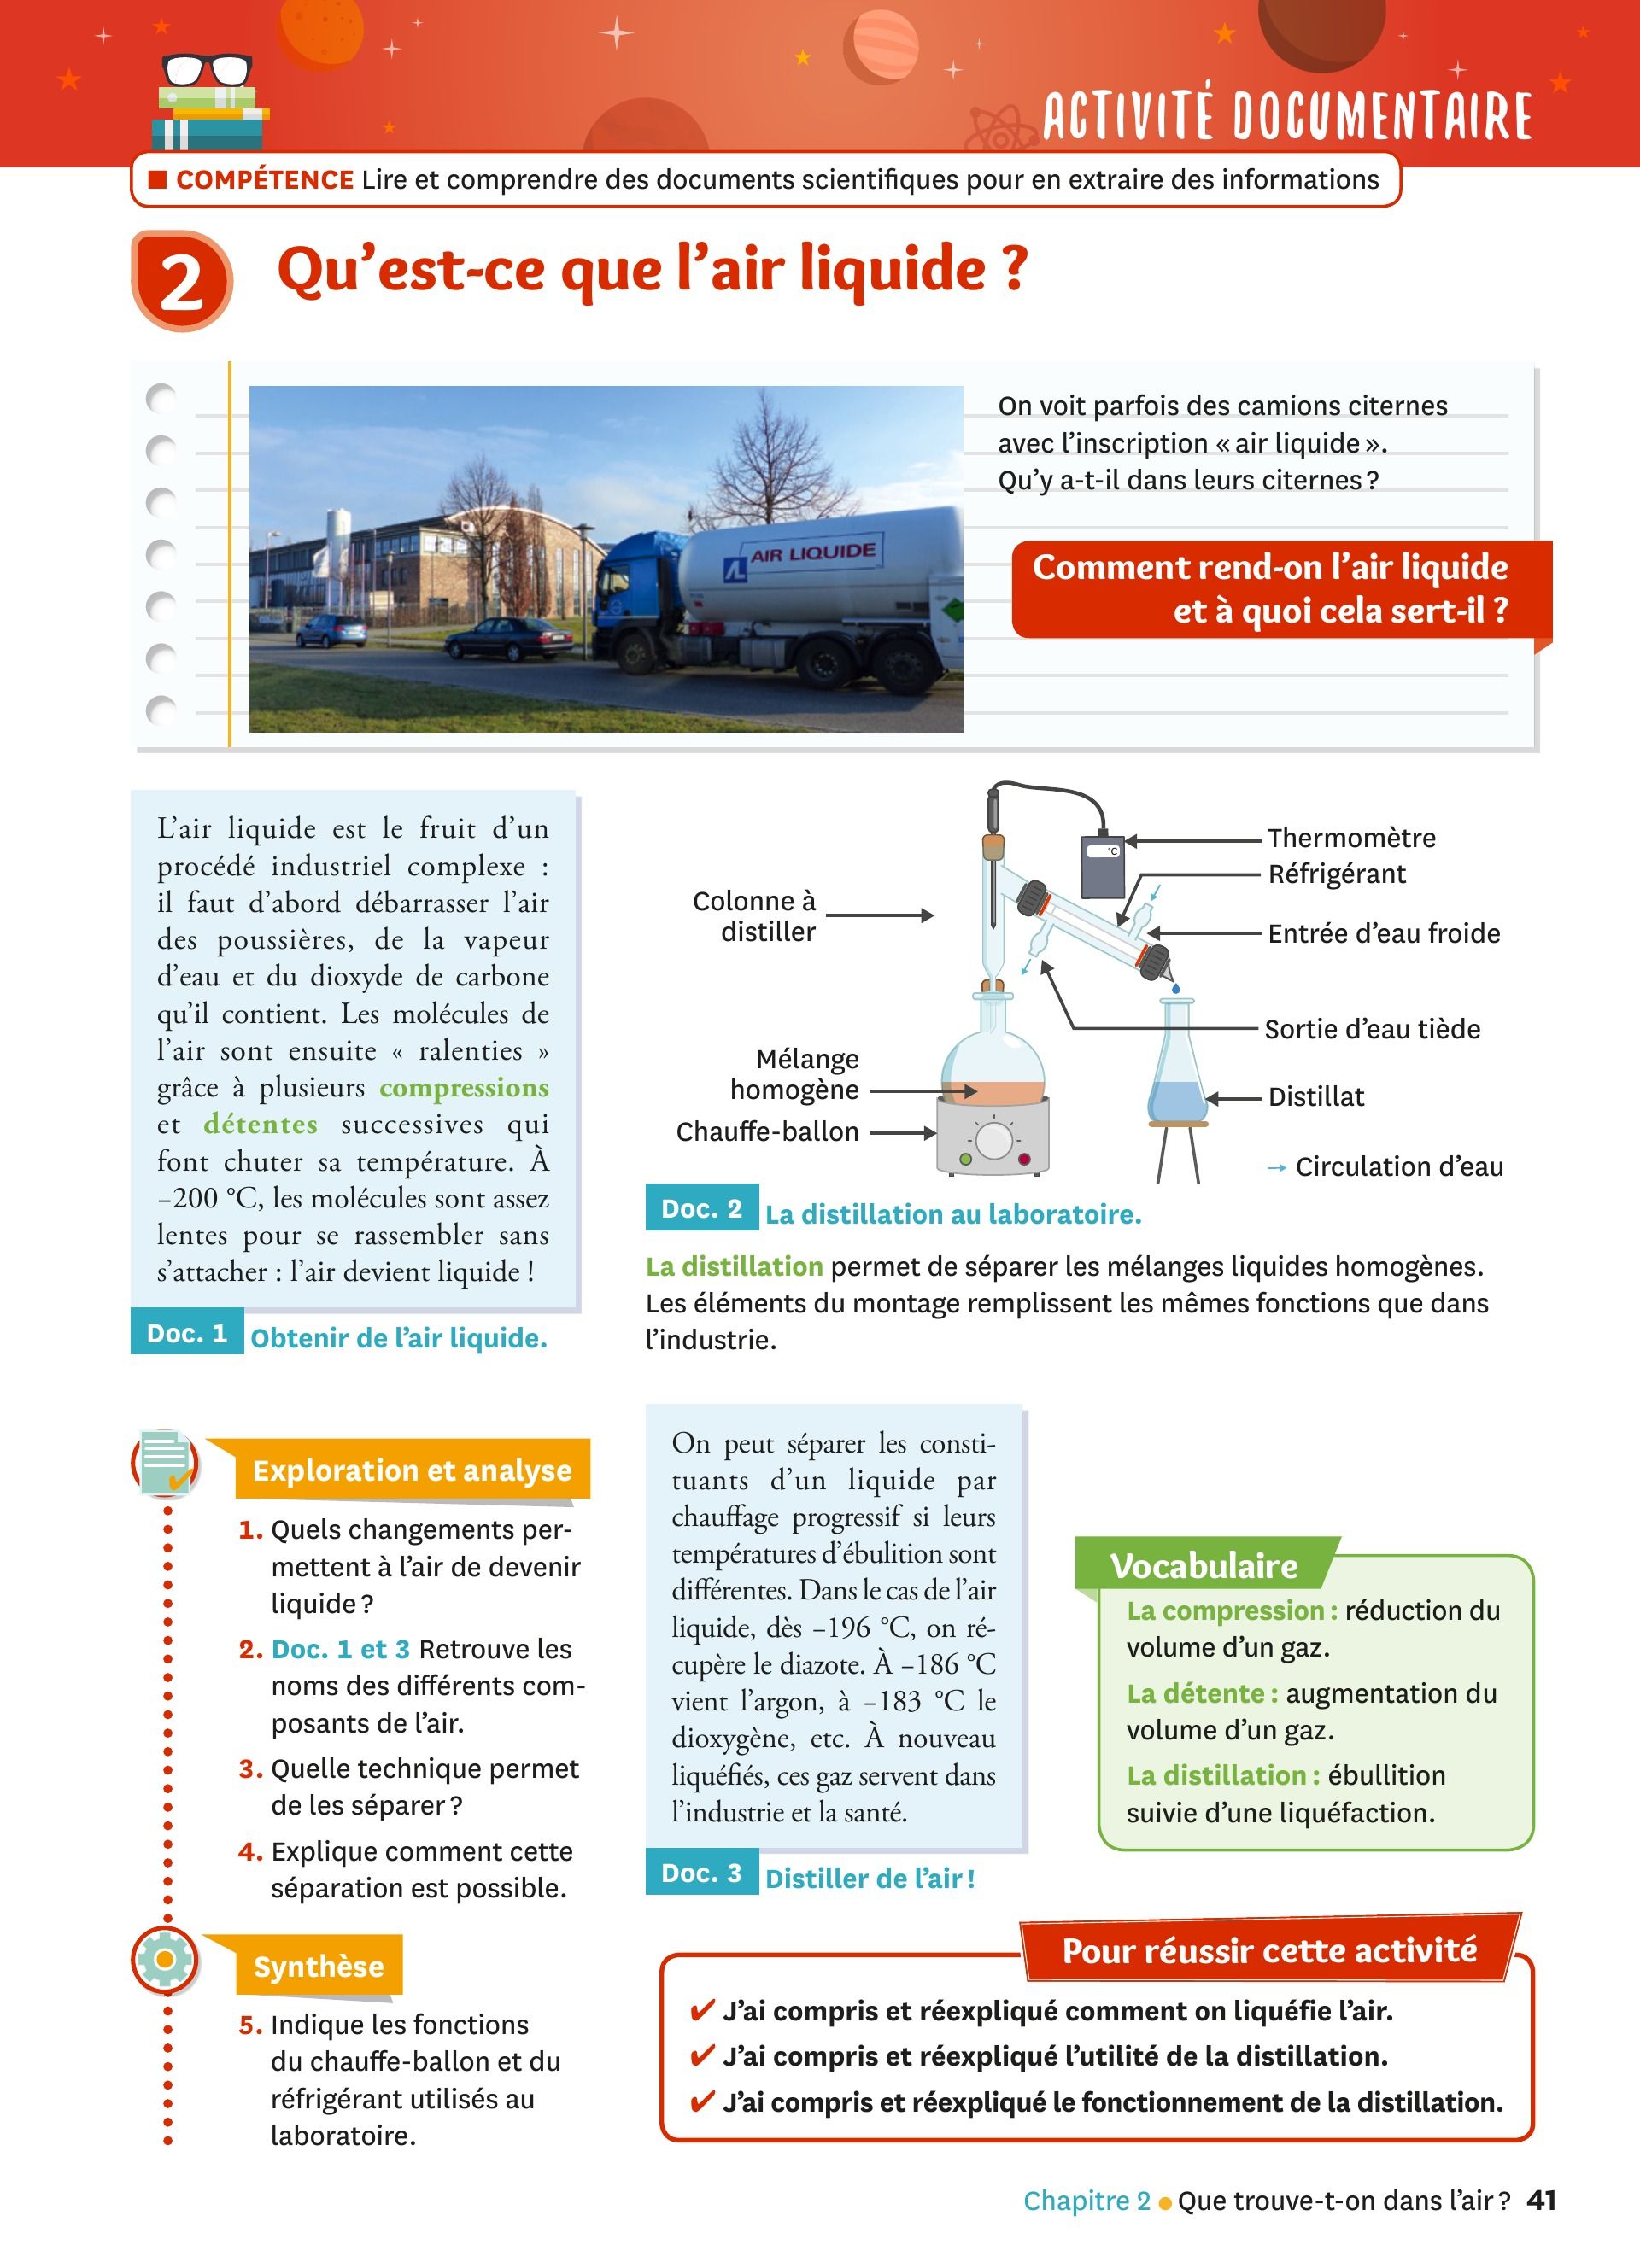 ACTIVITÉ DOCUMENTAIRE
■ COMPÉTENCE Lire et comprendre des documents scientifiques pour en extraire des informations
2 Qu'est-ce que l'air liquide ?
AIR LIQUIDE
On voit parfois des camions citernes
avec l'inscription « air liquide ».
Qu'y a-t-il dans leurs citernes ?
Comment rend-on l'air liquide
et à quoi cela sert-il ?
L'air liquide est le fruit d'un
procédé industriel complexe :
il faut d'abord débarrasser l'air
des poussières, de la vapeur
d'eau et du dioxyde de carbone
qu'il contient. Les molécules de
l'air sont ensuite « ralenties »
grâce à plusieurs compressions
et détentes successives qui
font chuter sa température. À
–200 °C, les molécules sont assez
lentes pour se rassembler sans
s'attacher : l'air devient liquide !
Doc. 1 Obtenir de l'air liquide.
°C
Thermomètre
Réfrigérant
Colonne à
distiller
Entrée d'eau froide
Sortie d'eau tiède
Mélange
homogène
Distillat
Chauffe-ballon
→ Circulation d'eau
Doc. 2 La distillation au laboratoire.
La distillation permet de séparer les mélanges liquides homogènes.
Les éléments du montage remplissent les mêmes fonctions que dans
l'industrie.
Exploration et analyse
1. Quels changements per-
mettent à l'air de devenir
liquide ?
2. Doc. 1 et 3 Retrouve les
noms des différents com-
posants de l'air.
3. Quelle technique permet
de les séparer ?
4. Explique comment cette
séparation est possible.
Synthèse
5. Indique les fonctions
du chauffe-ballon et du
réfrigérant utilisés au
laboratoire.
On peut séparer les consti-
tuants d'un liquide par
chauffage progressif si leurs
températures d'ébulition sont
différentes. Dans le cas de l'air
liquide, dès –196 °C, on ré-
cupère le diazote. À –186 °C
vient l'argon, à –183 °C le
dioxygène, etc. À nouveau
liquéfiés, ces gaz servent dans
l'industrie et la santé.
Doc. 3 Distiller de l'air !
Vocabulaire
La compression : réduction du
volume d'un gaz.
La détente : augmentation du
volume d'un gaz.
La distillation : ébullition
suivie d'une liquéfaction.
Pour réussir cette activité
✔ J'ai compris et réexpliqué comment on liquéfie l'air.
✔ J'ai compris et réexpliqué l'utilité de la distillation.
✔ J'ai compris et réexpliqué le fonctionnement de la distillation.
Chapitre 2 ● Que trouve-t-on dans l'air ? 41